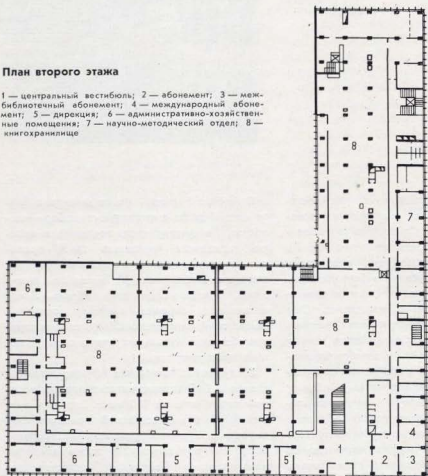 План второго этажа
1 — центральный вестибюль; 2 — абонемент; 3 — меж-
библиотечный абонемент; 4 — международный абоне-
мент; 5 — дирекция; 6 — административно-хозяйствен-
ные помещения; 7 — научно-методический отдел; 8 —
книгохранилище
8
7
6
8
8
4
6
5
5
1
2
3